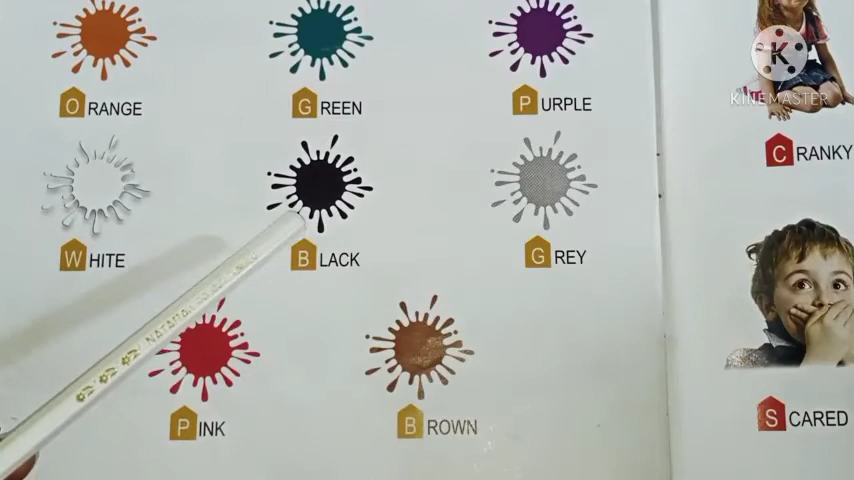 ORANGE
GREEN
PURPLE
WHITE
BLACK
GREY
PINK
BROWN
CRANKY
SCARED
K
KINEMASTER